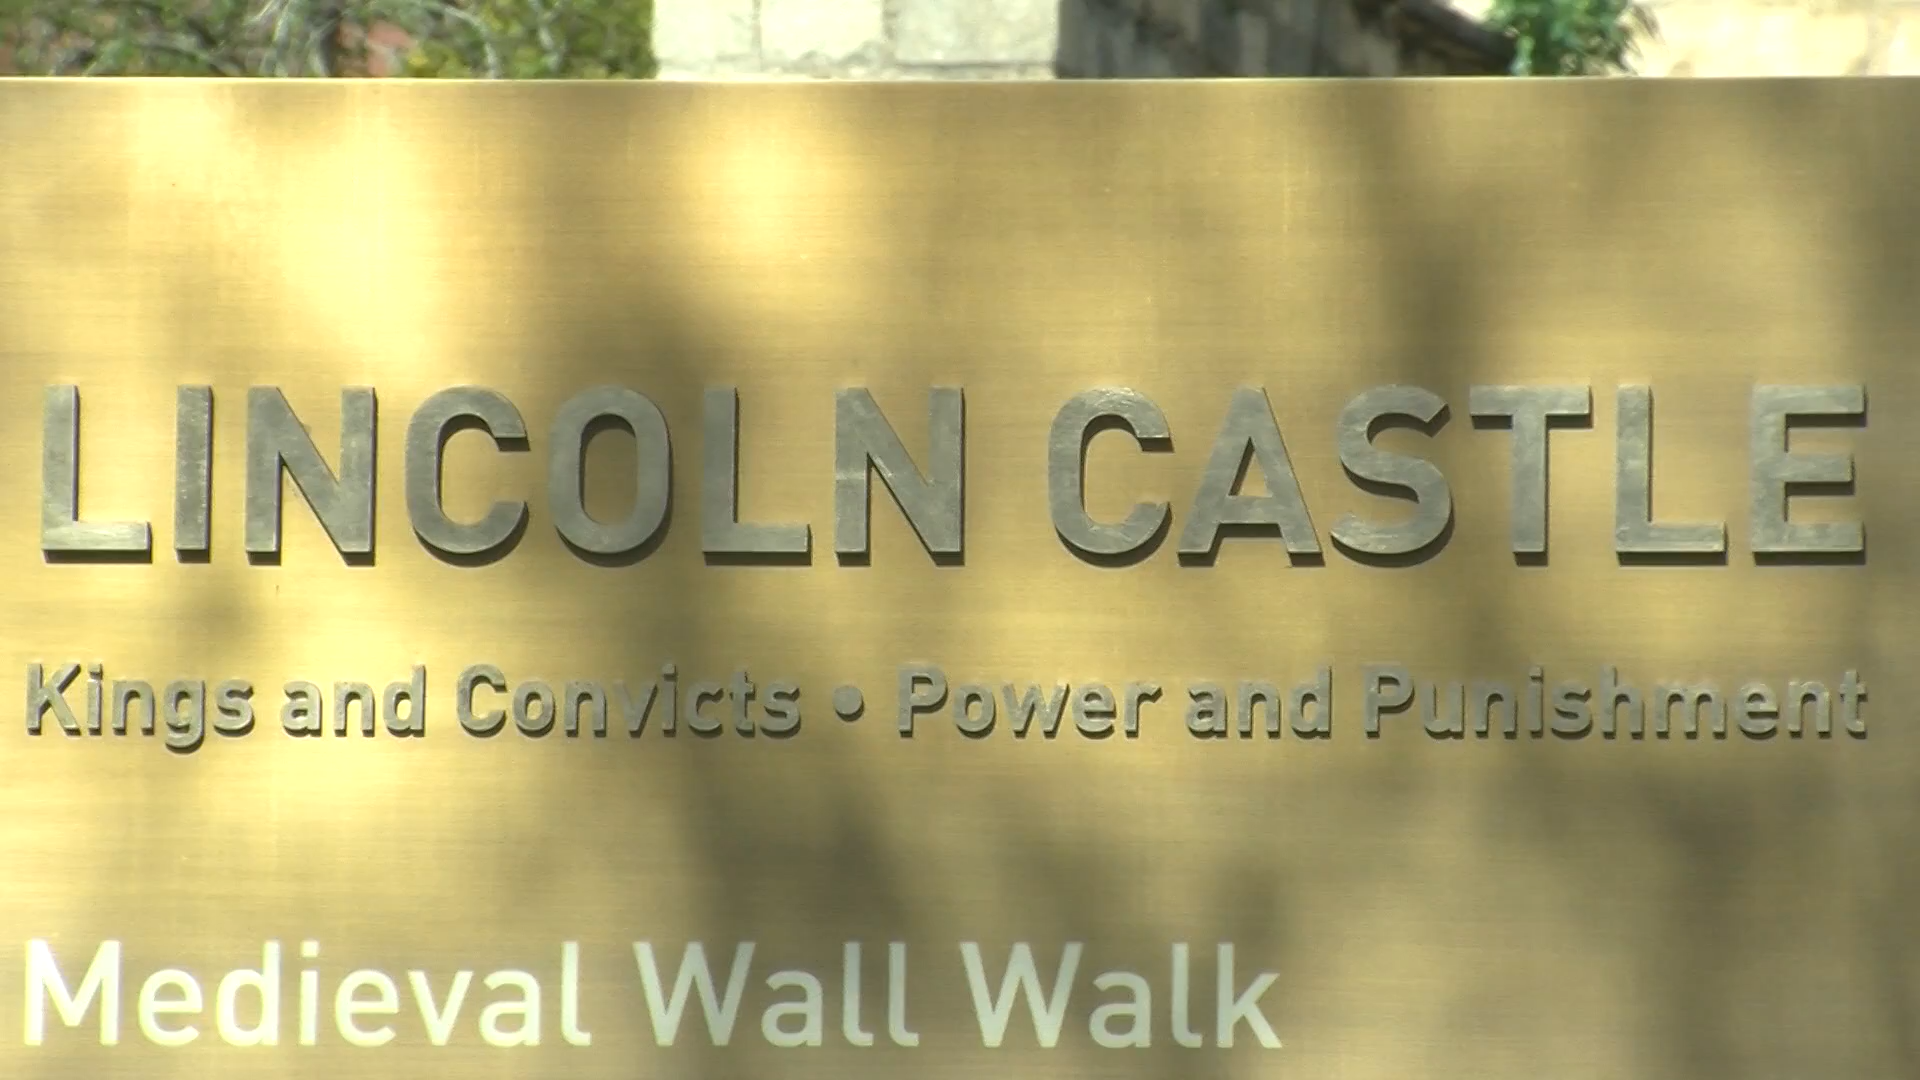 LINCOLN CASTLE
Kings and Convicts • Power and Punishment
Medieval Wall Walk